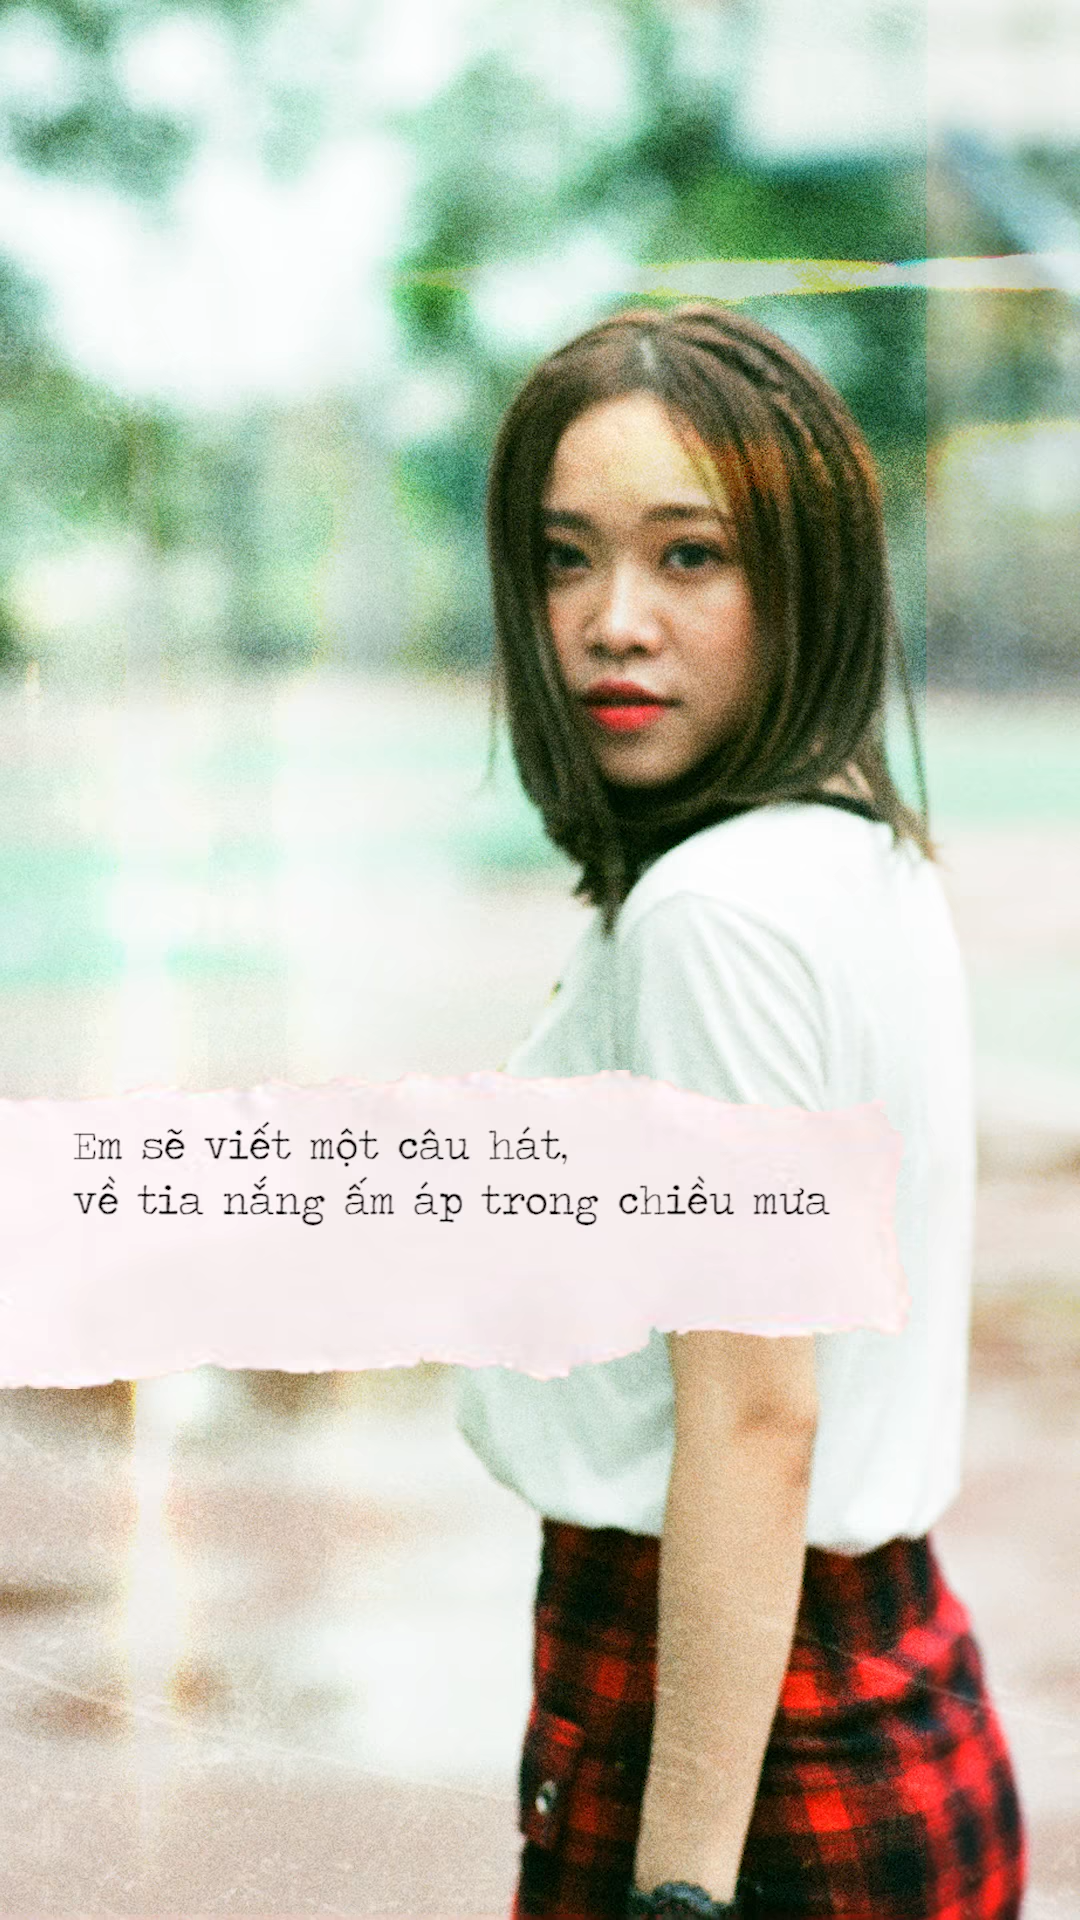 Em sẽ viết một câu hát,
về tia nắng ấm áp trong chiều mưa